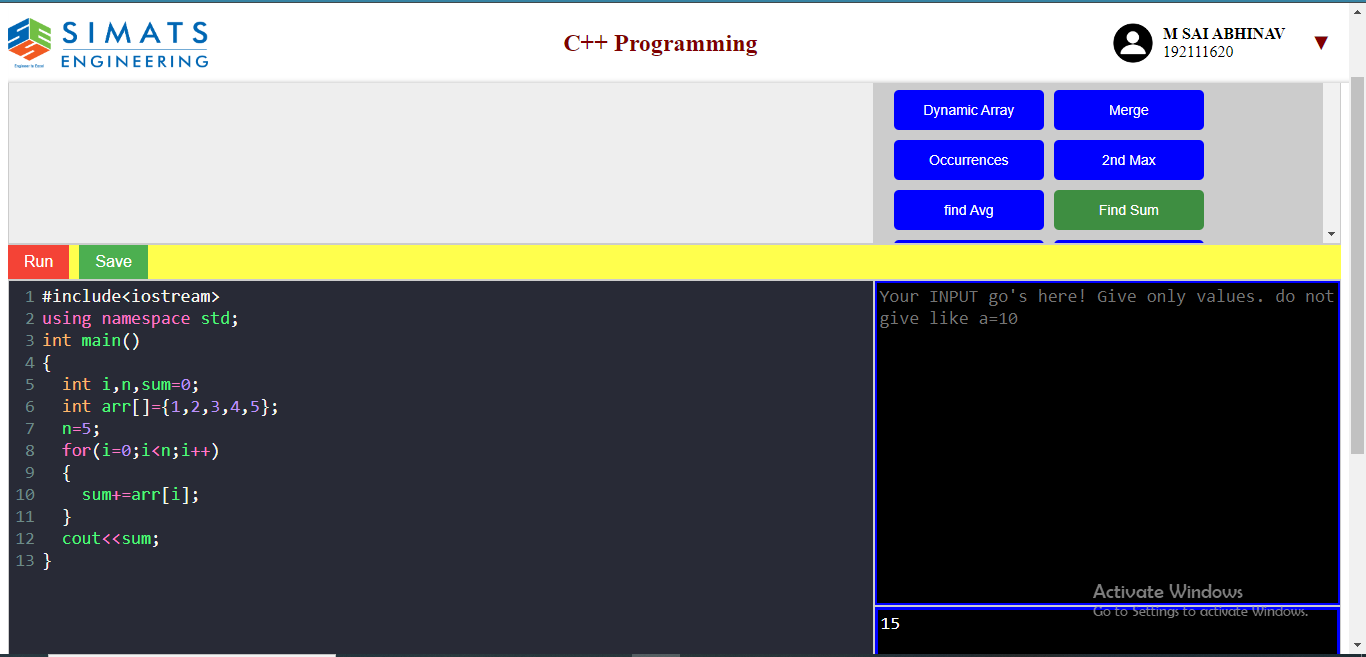 SIMATS
ENGINEERING
Engineer to Excel
C++ Programming
M SAI ABHINAV
192111620
Dynamic Array
Merge
Occurrences
2nd Max
find Avg
Find Sum
Run
Save
1 #include<iostream>
2 using namespace std;
3 int main()
4 {
5   int i,n,sum=0;
6   int arr[]={1,2,3,4,5};
7   n=5;
8   for(i=0;i<n;i++)
9   {
10     sum+=arr[i];
11   }
12   cout<<sum;
13 }
Your INPUT go's here! Give only values. do not
give like a=10
Activate Windows
Go to Settings to activate Windows.
15